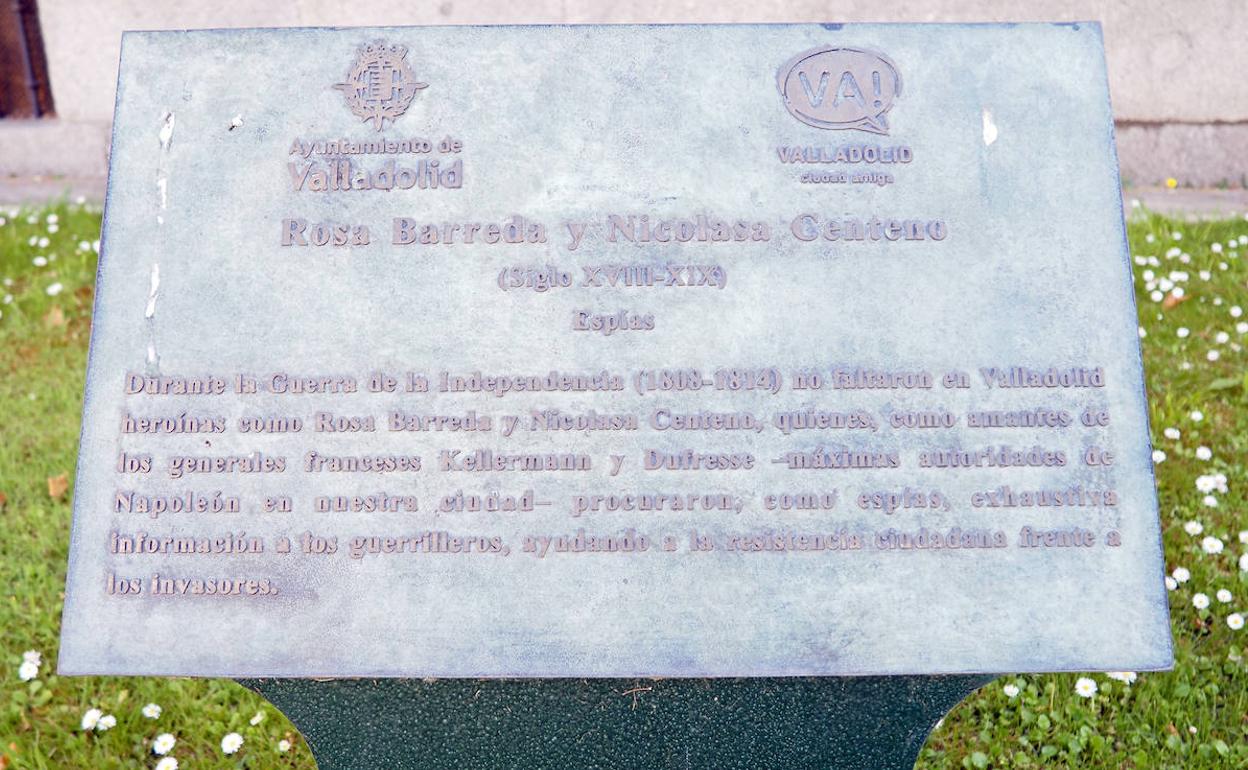 Ayuntamiento de
Valladolid
VA!
VALLADOLID
ciudad amiga
Rosa Barreda y Nicolasa Centeno
(Siglo XVIII-XIX)
Espías
Durante la Guerra de la Independencia (1808-1814) no faltaron en Valladolid
heroínas como Rosa Barreda y Nicolasa Centeno, quienes, como amantes de
los generales franceses Kellermann y Dufresse –máximas autoridades de
Napoleón en nuestra ciudad– procuraron, como espías, exhaustiva
información a los guerrilleros, ayudando a la resistencia ciudadana frente a
los invasores.